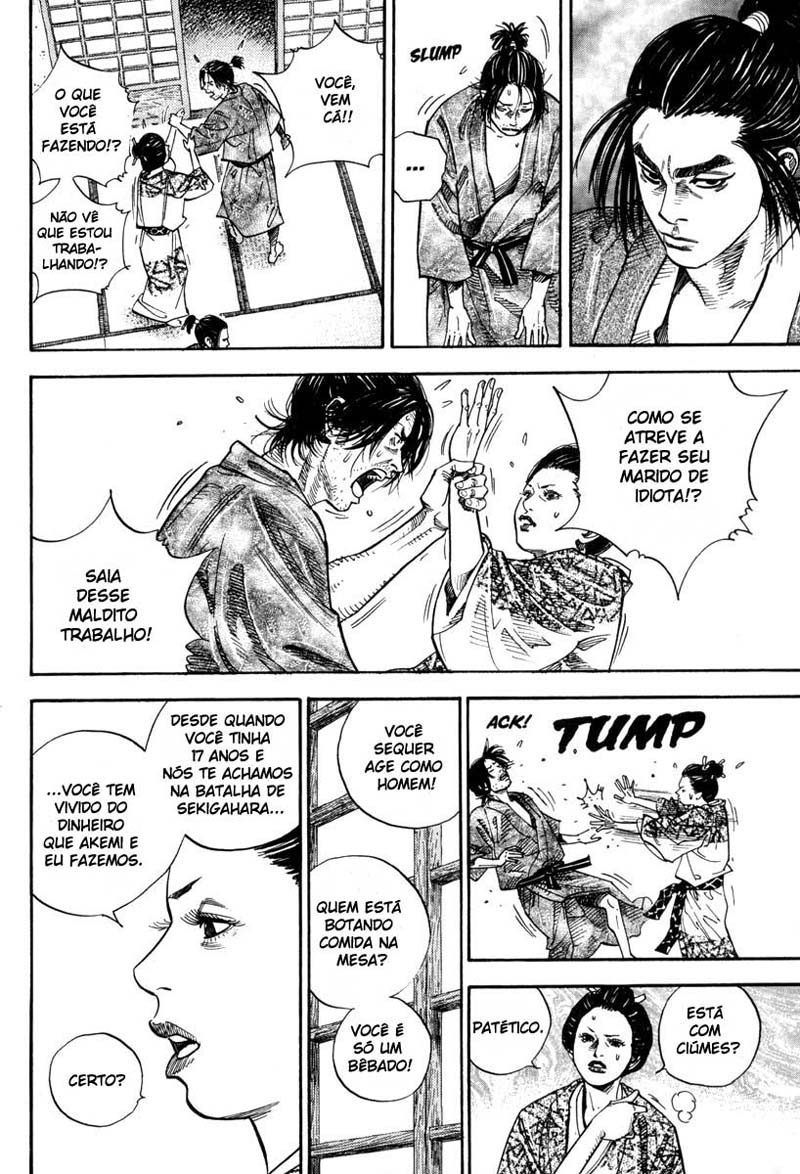 SLUMP
...
VOCÊ,
VEM
CÁ!!
O QUE
VOCÊ
ESTÁ
FAZENDO!?
NÃO VÊ
QUE ESTOU
TRABA-
LHANDO!?
COMO SE
ATREVE A
FAZER SEU
MARIDO DE
IDIOTA!?
SAIA
DESSE
MALDITO
TRABALHO!
TUMP
ACK!
ESTÁ
COM
CIÚMES?
PATÉTICO.
VOCÊ
SEQUER
AGE COMO
HOMEM!
QUEM ESTÁ
BOTANDO
COMIDA NA
MESA?
VOCÊ É
SÓ UM
BÊBADO!
DESDE QUANDO
VOCÊ TINHA
17 ANOS E
NÓS TE ACHAMOS
NA BATALHA DE
SEKIGAHARA...
...VOCÊ TEM
VIVIDO DO
DINHEIRO
QUE AKEMI E
EU FAZEMOS.
CERTO?